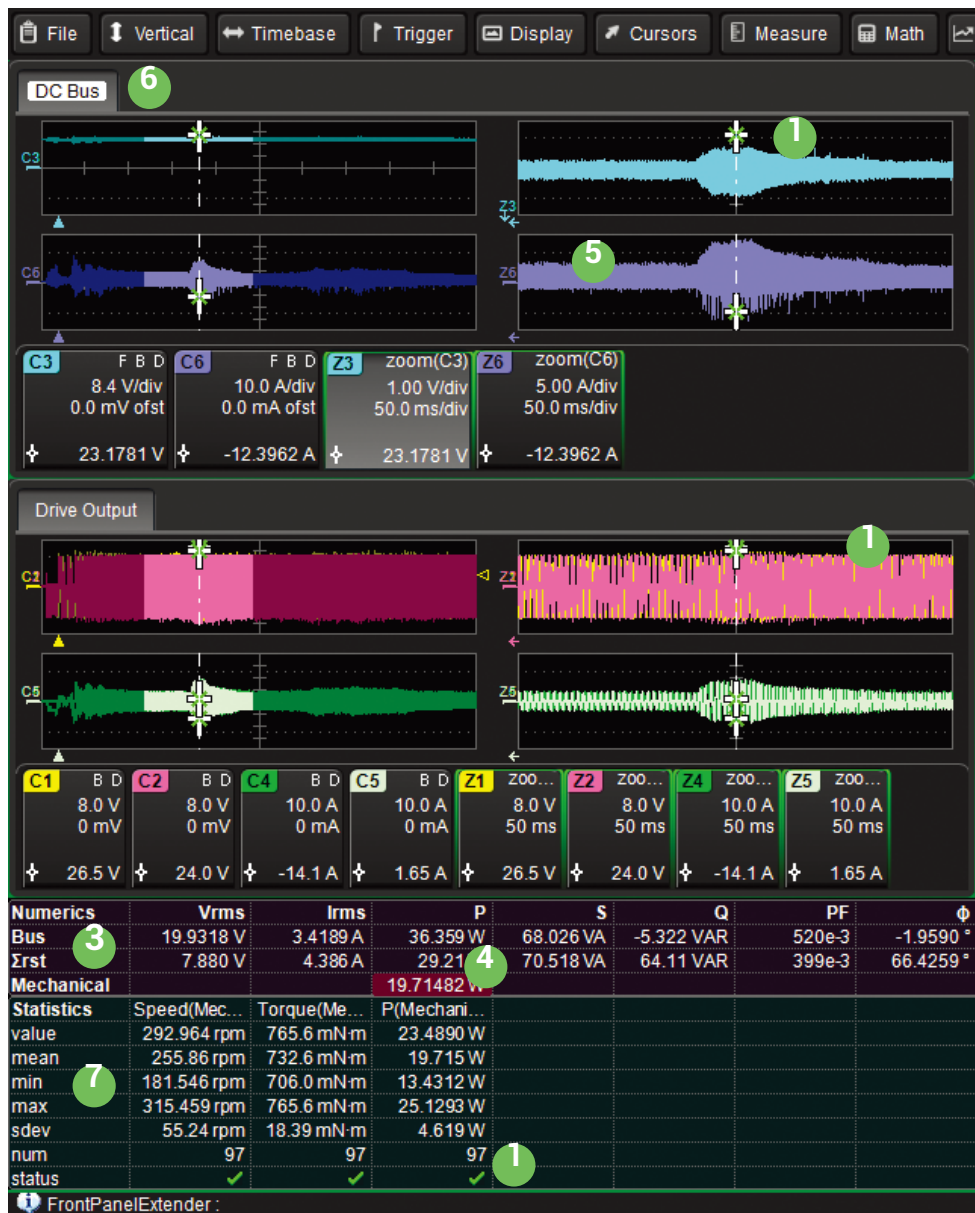 File Vertical Timebase Trigger Display Cursors Measure Math
DC Bus 6
1
C3 Z3
5
C6 Z6
C3 F B D C6 F B D Z3 zoom(C3) Z6 zoom(C6)
8.4 V/div 10.0 A/div 1.00 V/div 5.00 A/div
0.0 mV ofst 0.0 mA ofst 50.0 ms/div 50.0 ms/div
23.1781 V -12.3962 A 23.1781 V -12.3962 A
Drive Output
1
C2 Z2
C5 Z5
C1 B D C2 B D C4 B D C5 B D Z1 zoo... Z2 zoo... Z4 zoo... Z5 zoo...
8.0 V 8.0 V 10.0 A 10.0 A 8.0 V 8.0 V 10.0 A 10.0 A
0 mV 0 mV 0 mA 0 mA 50 ms 50 ms 50 ms 50 ms
26.5 V 24.0 V -14.1 A 1.65 A 26.5 V 24.0 V -14.1 A 1.65 A
Numerics Vrms Irms P S Q PF ϕ
Bus 3 19.9318 V 3.4189 A 36.359 W 68.026 VA -5.322 VAR 520e-3 -1.9590 °
Σrst 7.880 V 4.386 A 29.21 4 70.518 VA 64.11 VAR 399e-3 66.4259 °
Mechanical 19.71482 W
Statistics Speed(Mec... Torque(Me... P(Mechani...
value 292.964 rpm 765.6 mN·m 23.4890 W
mean 255.86 rpm 732.6 mN·m 19.715 W
min 7 181.546 rpm 706.0 mN·m 13.4312 W
max 315.459 rpm 765.6 mN·m 25.1293 W
sdev 55.24 rpm 18.39 mN·m 4.619 W
num 97 97 97 1
status
FrontPanelExtender :